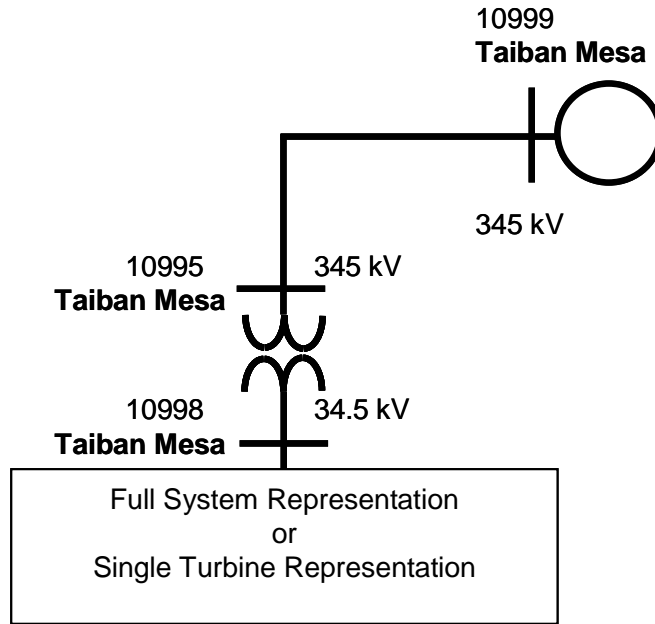 10999
Taiban Mesa
345 kV
10995
345 kV
Taiban Mesa
10998
34.5 kV
Taiban Mesa
Full System Representation
or
Single Turbine Representation